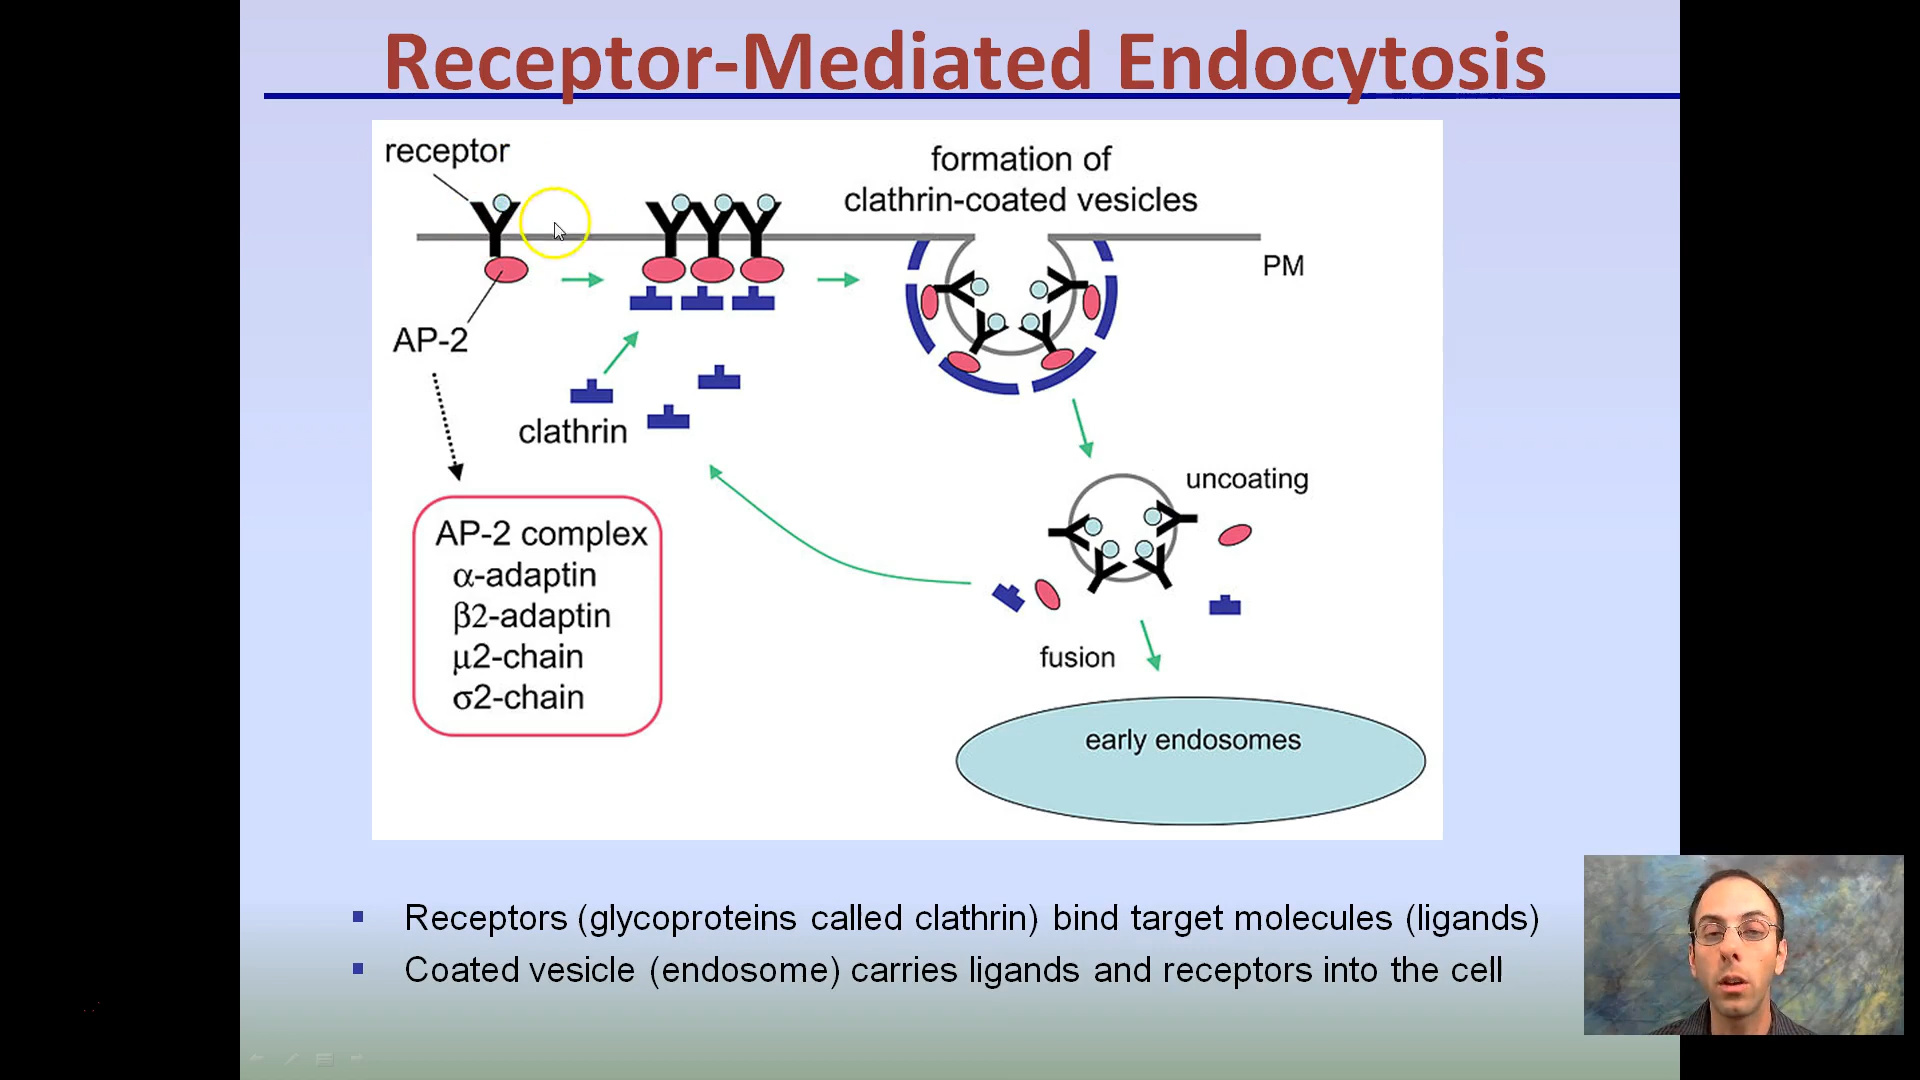 Receptor-Mediated Endocytosis
receptor
formation of
clathrin-coated vesicles
PM
AP-2
clathrin
uncoating
AP-2 complex
α-adaptin
β2-adaptin
μ2-chain
σ2-chain
fusion
early endosomes
Receptors (glycoproteins called clathrin) bind target molecules (ligands)
Coated vesicle (endosome) carries ligands and receptors into the cell